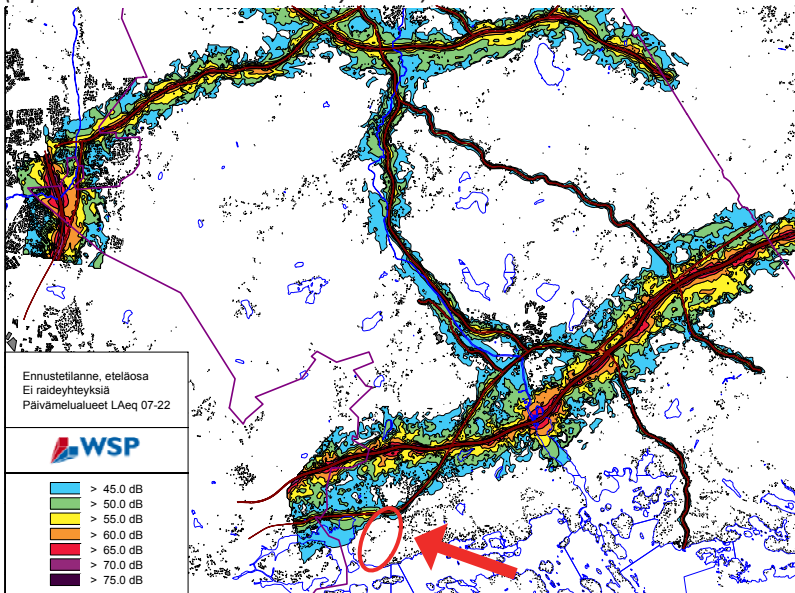 Ennustetilanne, eteläosa
Ei raideyhteyksiä
Päivämelualueet LAeq 07-22
WSP
> 45.0 dB
> 50.0 dB
> 55.0 dB
> 60.0 dB
> 65.0 dB
> 70.0 dB
> 75.0 dB